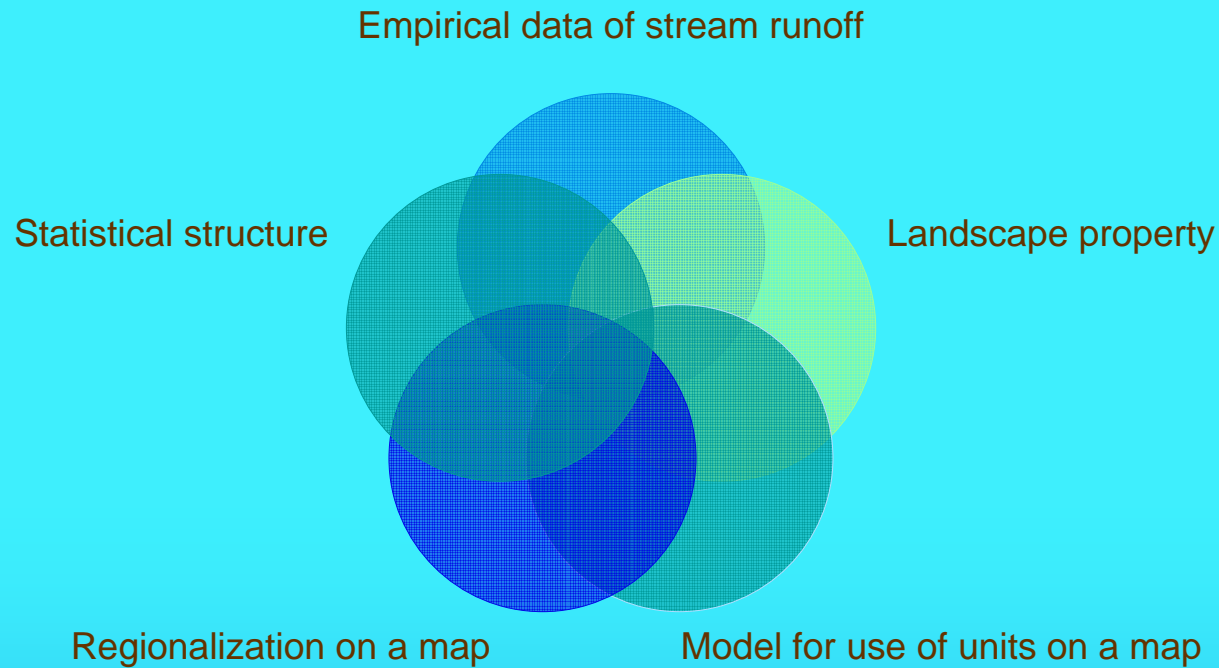 Empirical data of stream runoff
Statistical structure
Landscape property
Regionalization on a map
Model for use of units on a map